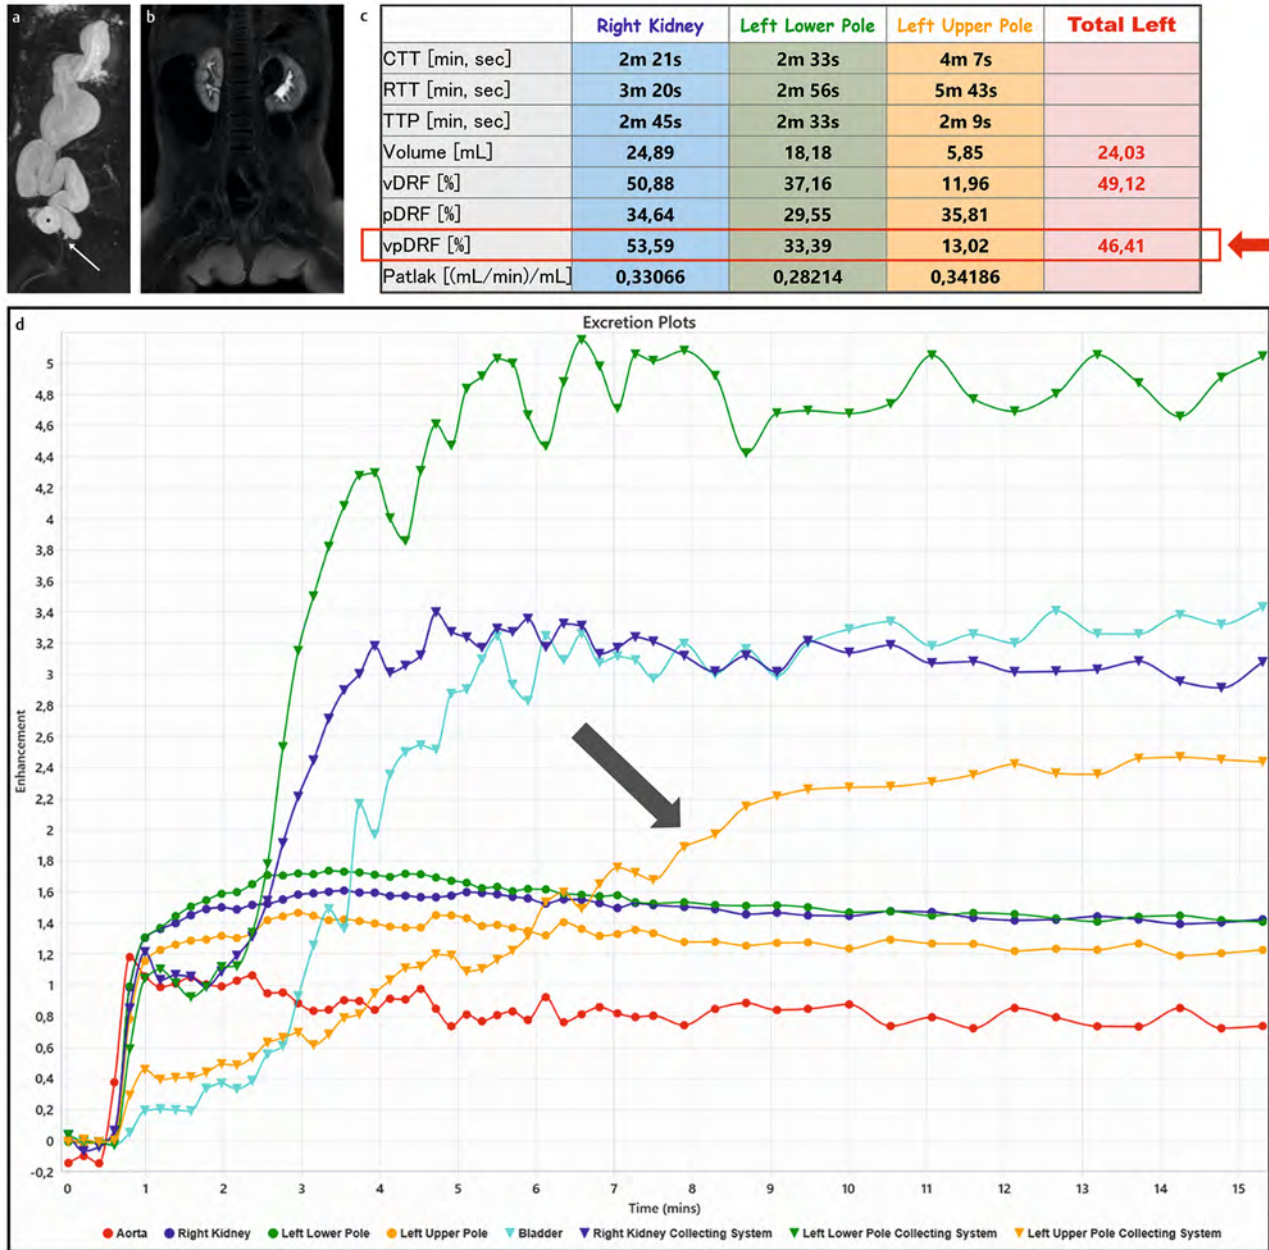 a
b
c
Right Kidney Left Lower Pole Left Upper Pole Total Left
CTT [min, sec] 2m 21s 2m 33s 4m 7s
RTT [min, sec] 3m 20s 2m 56s 5m 43s
TTP [min, sec] 2m 45s 2m 33s 2m 9s
Volume [mL] 24,89 18,18 5,85 24,03
vDRF [%] 50,88 37,16 11,96 49,12
pDRF [%] 34,64 29,55 35,81
vpDRF [%] 53,59 33,39 13,02 46,41
Patlak [(mL/min)/mL] 0,33066 0,28214 0,34186
d
Excretion Plots
5
4,8
4,6
4,4
4,2
4
3,8
3,6
3,4
3,2
3
2,8
2,6
2,4
2,2
2
1,8
1,6
1,4
1,2
1
0,8
0,6
0,4
0,2
0
-0,2
Enhancement
0 1 2 3 4 5 6 7 8 9 10 11 12 13 14 15
Time (mins)
Aorta Right Kidney Left Lower Pole Left Upper Pole Bladder Right Kidney Collecting System Left Lower Pole Collecting System Left Upper Pole Collecting System